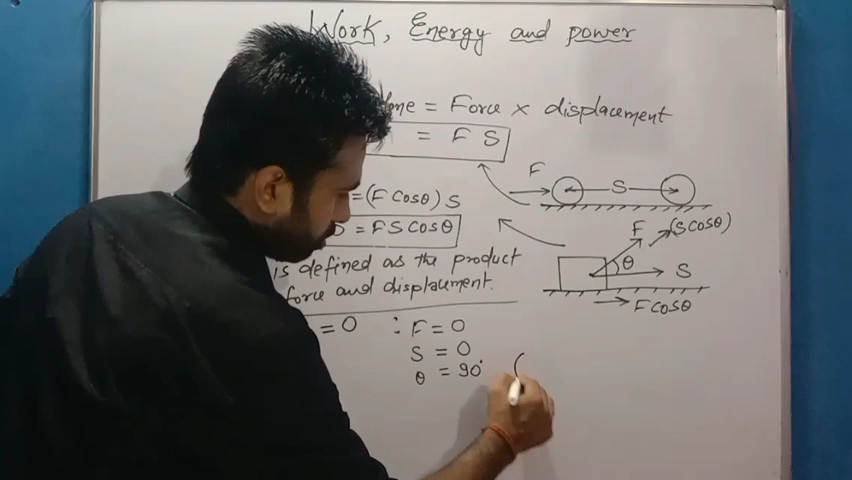 Work, Energy and power
= Force × displacement
= F S
F
S
= (F Cosθ) S
= FS Cosθ
F (S cosθ)
θ S
F cosθ
is defined as the product
force and displacement.
= 0 : F = 0
S = 0
θ = 90°
(